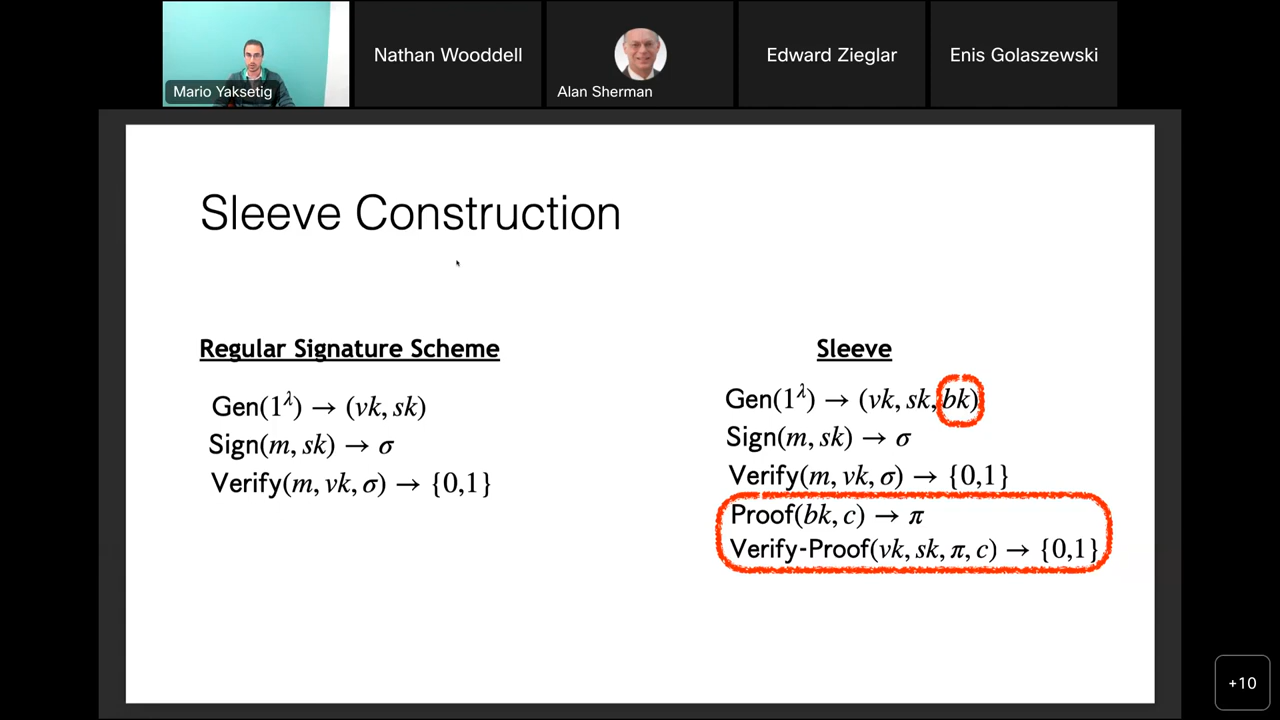 Mario Yaksetig
Nathan Wooddell
Alan Sherman
Edward Zieglar
Enis Golaszewski
Sleeve Construction
Regular Signature Scheme
Gen(1^λ) → (vk, sk)
Sign(m, sk) → σ
Verify(m, vk, σ) → {0,1}
Sleeve
Gen(1^λ) → (vk, sk, bk)
Sign(m, sk) → σ
Verify(m, vk, σ) → {0,1}
Proof(bk, c) → π
Verify-Proof(vk, sk, π, c) → {0,1}
+10